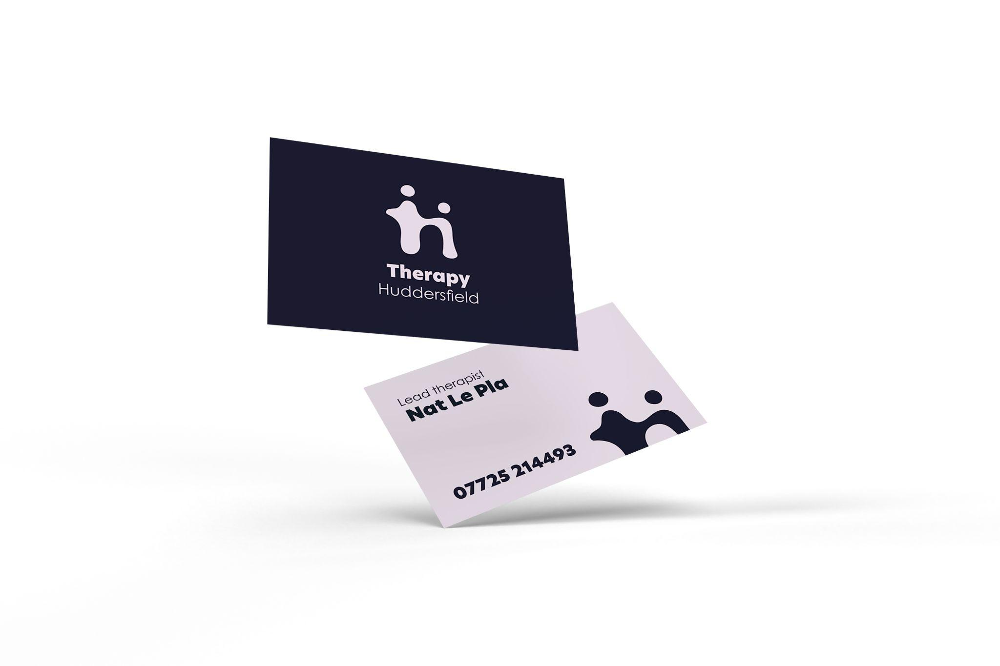 Therapy
Huddersfield
Lead therapist
Nat Le Pla
07725 214493